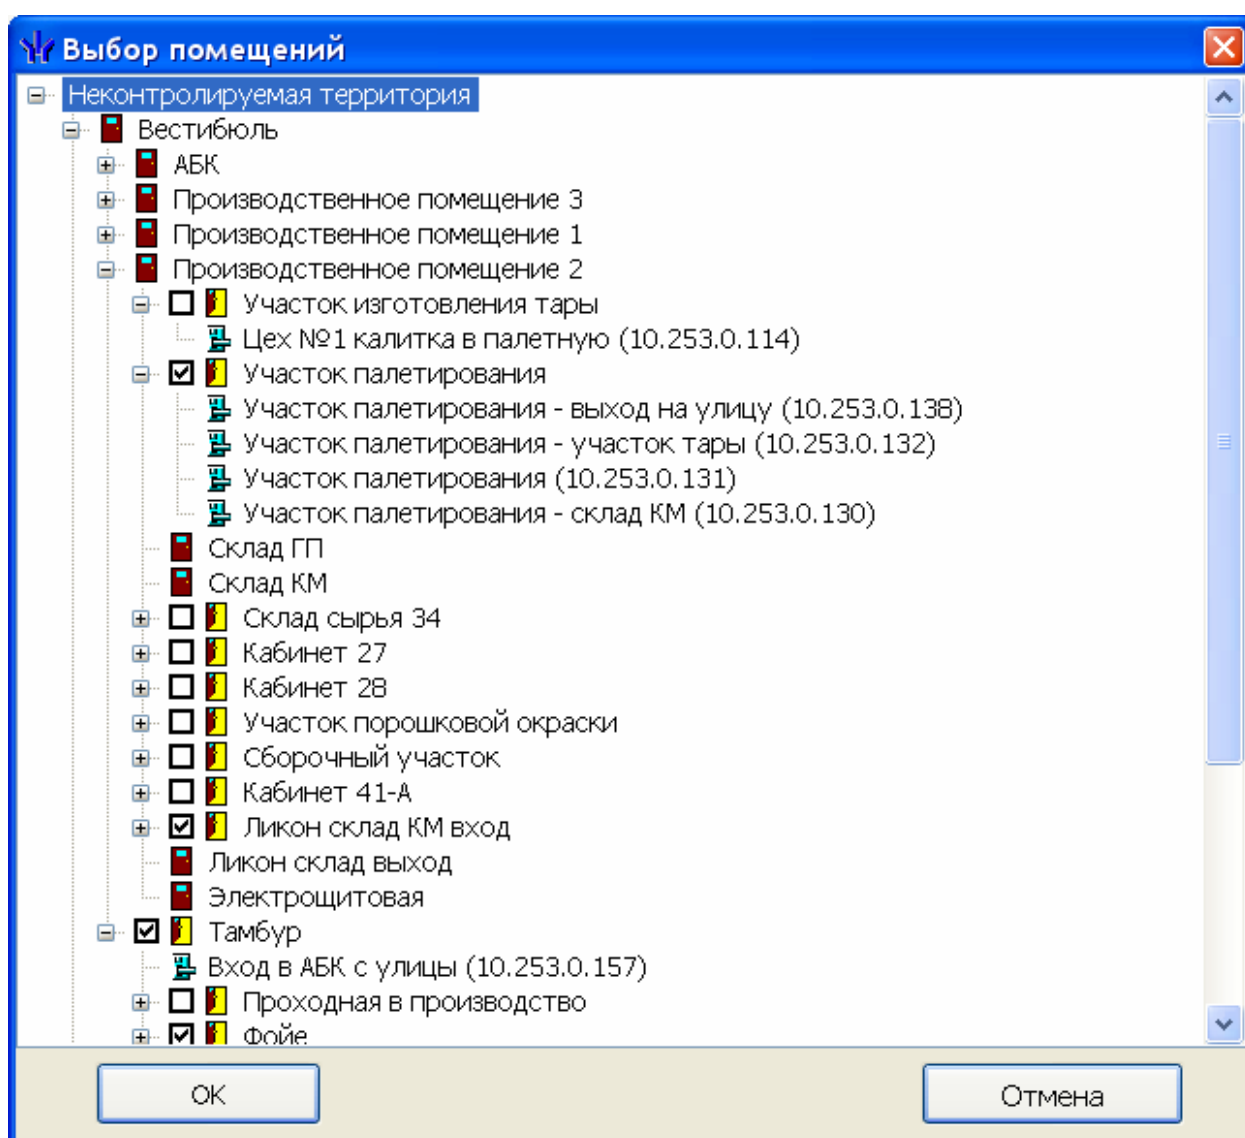 Выбор помещений
Неконтролируемая территория
Вестибюль
АБК
Производственное помещение 3
Производственное помещение 1
Производственное помещение 2
Участок изготовления тары
Цех №1 калитка в палетную (10.253.0.114)
Участок палетирования
Участок палетирования - выход на улицу (10.253.0.138)
Участок палетирования - участок тары (10.253.0.132)
Участок палетирования (10.253.0.131)
Участок палетирования - склад КМ (10.253.0.130)
Склад ГП
Склад КМ
Склад сырья 34
Кабинет 27
Кабинет 28
Участок порошковой окраски
Сборочный участок
Кабинет 41-А
Ликон склад КМ вход
Ликон склад выход
Электрощитовая
Тамбур
Вход в АБК с улицы (10.253.0.157)
Проходная в производство
Фойе
ОК
Отмена